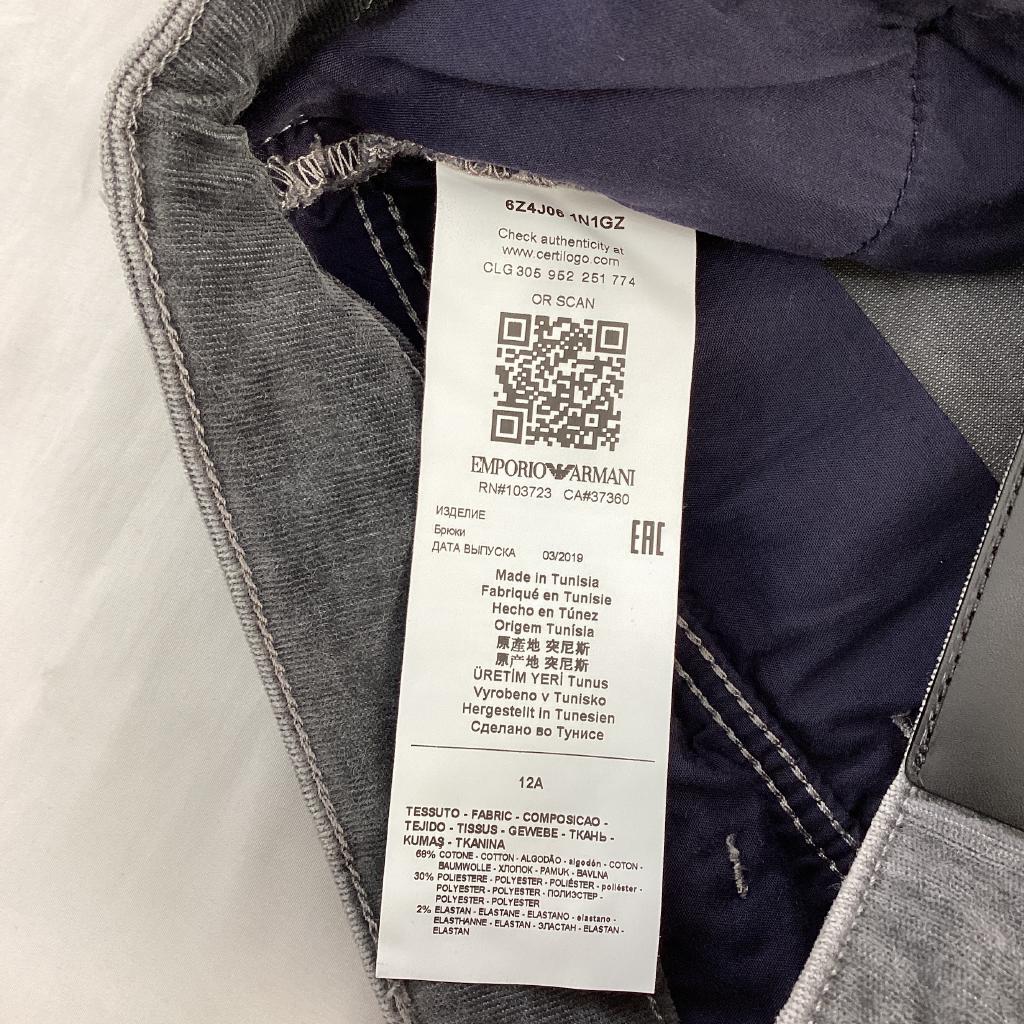 6Z4J06 1N1GZ
Check authenticity at
www.certilogo.com
CLG 305 952 251 774
OR SCAN
EMPORIO ARMANI
RN#103723 CA#37360
ИЗДЕЛИЕ
Брюки
EAC
ДАТА ВЫПУСКА 03/2019
Made in Tunisia
Fabriqué en Tunisie
Hecho en Túnez
Origem Tunísia
原產地 突尼斯
原产地 突尼斯
ÜRETİM YERİ Tunus
Vyrobeno v Tunisko
Hergestellt in Tunesien
Сделано во Тунисе
12A
TESSUTO - FABRIC - COMPOSICAO -
TEJIDO - TISSUS - GEWEBE - ТКАНЬ -
KUMAŞ - TKANINA
68% COTONE - COTTON - ALGODÃO - algodón - COTON -
BAUMWOLLE - ХЛОПОК - PAMUK - BAVLNA
30% POLIESTERE - POLYESTER - POLIÉSTER - poliéster -
POLYESTER - POLYESTER - ПОЛИЭСТЕР -
POLYESTER - POLYESTER
2% ELASTAN - ELASTANE - ELASTANO - elastano -
ELASTHANNE - ELASTAN - ЭЛАСТАН - ELASTAN -
ELASTAN